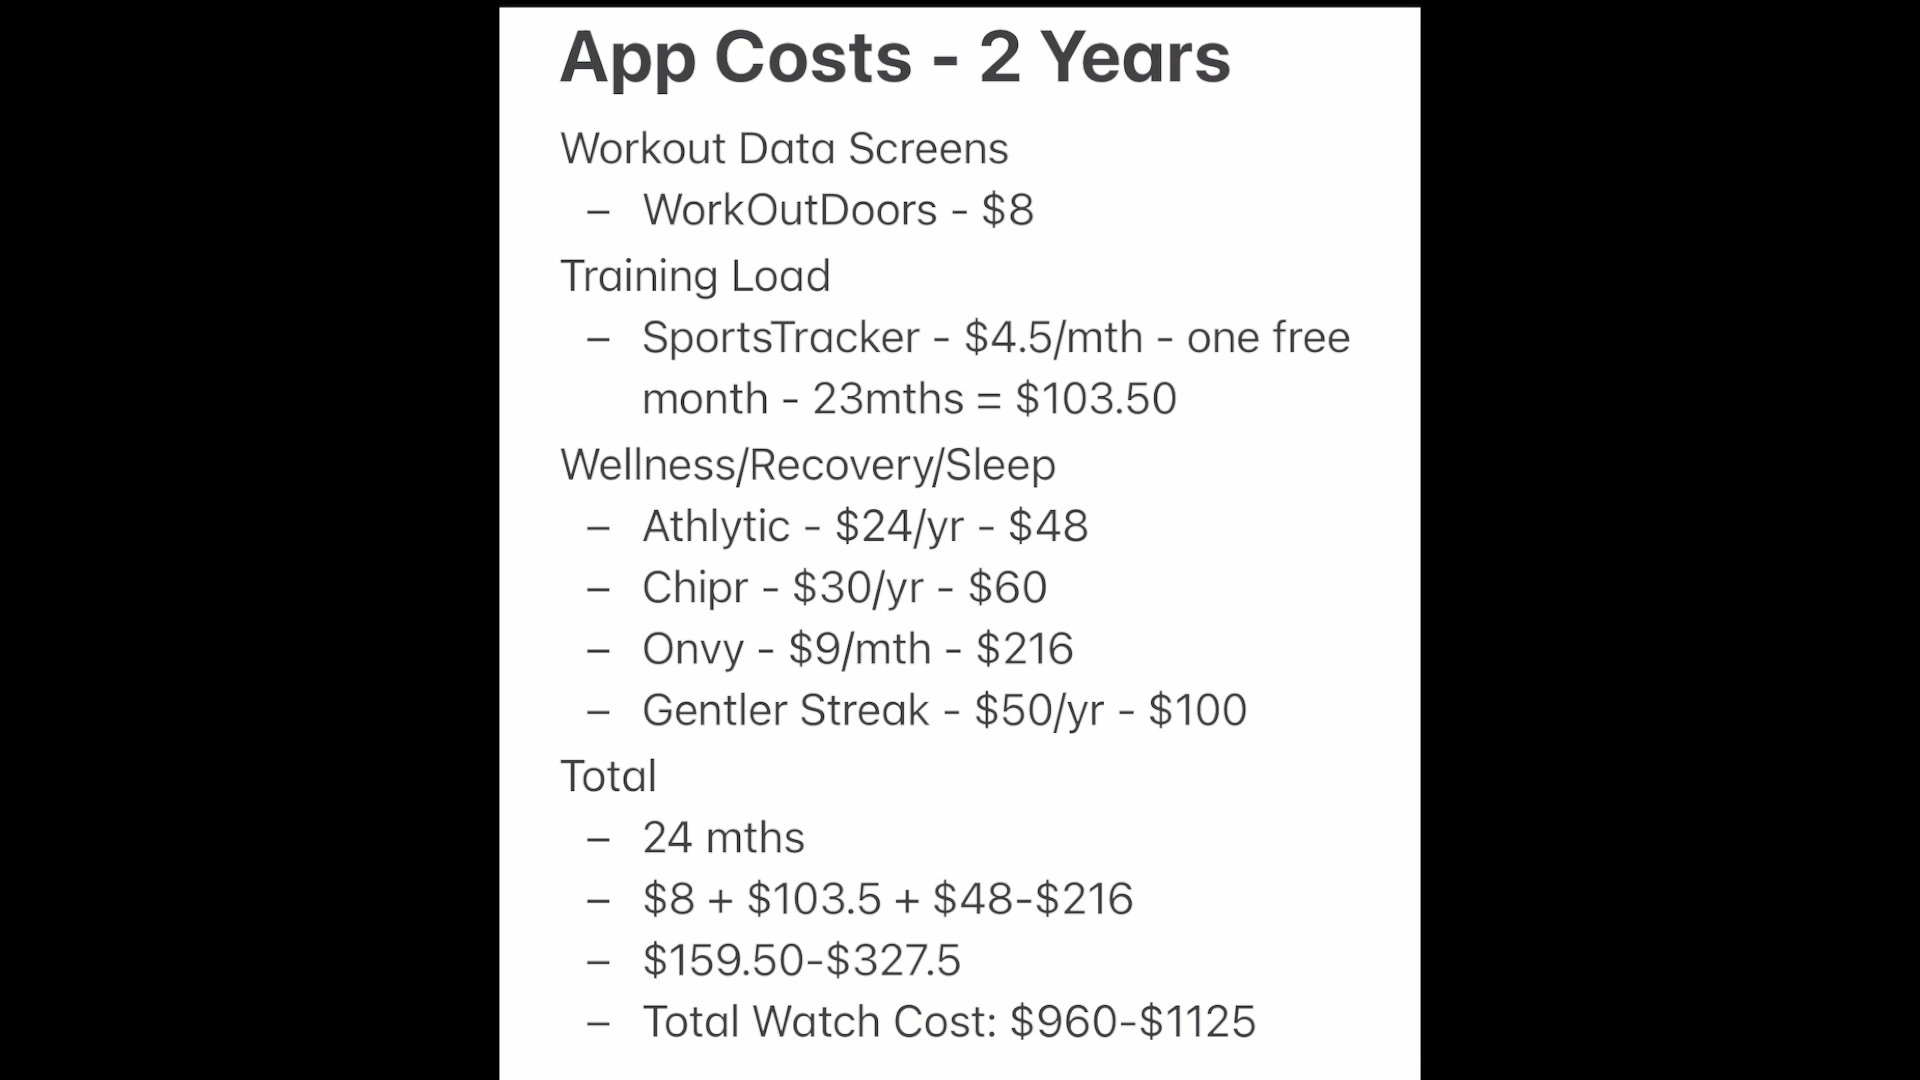 App Costs - 2 Years
Workout Data Screens
– WorkOutDoors - $8
Training Load
– SportsTracker - $4.5/mth - one free
month - 23mths = $103.50
Wellness/Recovery/Sleep
– Athlytic - $24/yr - $48
– Chipr - $30/yr - $60
– Onvy - $9/mth - $216
– Gentler Streak - $50/yr - $100
Total
– 24 mths
– $8 + $103.5 + $48-$216
– $159.50-$327.5
– Total Watch Cost: $960-$1125